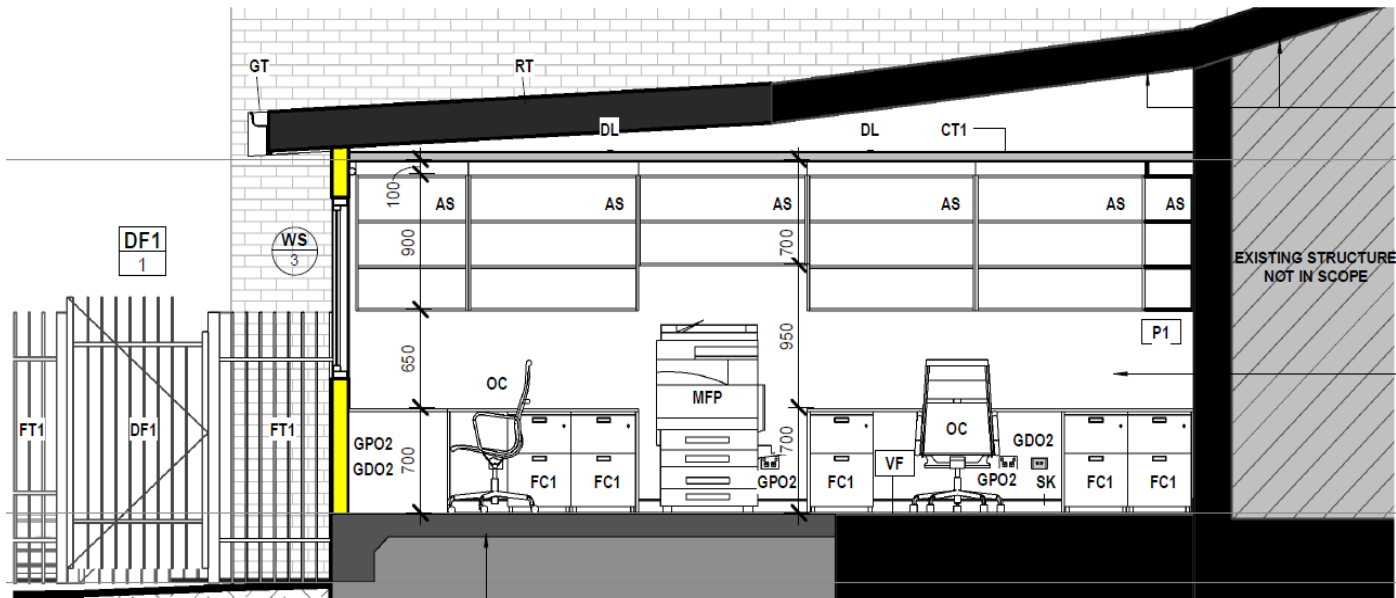 GT
RT
DL
DL
CT1
100
AS
AS
AS
AS
AS
AS
DF1
1
WS
3
900
700
EXISTING STRUCTURE
NOT IN SCOPE
P1
650
950
OC
MFP
FT1
DF1
FT1
GPO2
GDO2
700
FC1
FC1
GPO2
700
FC1
VF
OC
GPO2
GDO2
SK
FC1
FC1